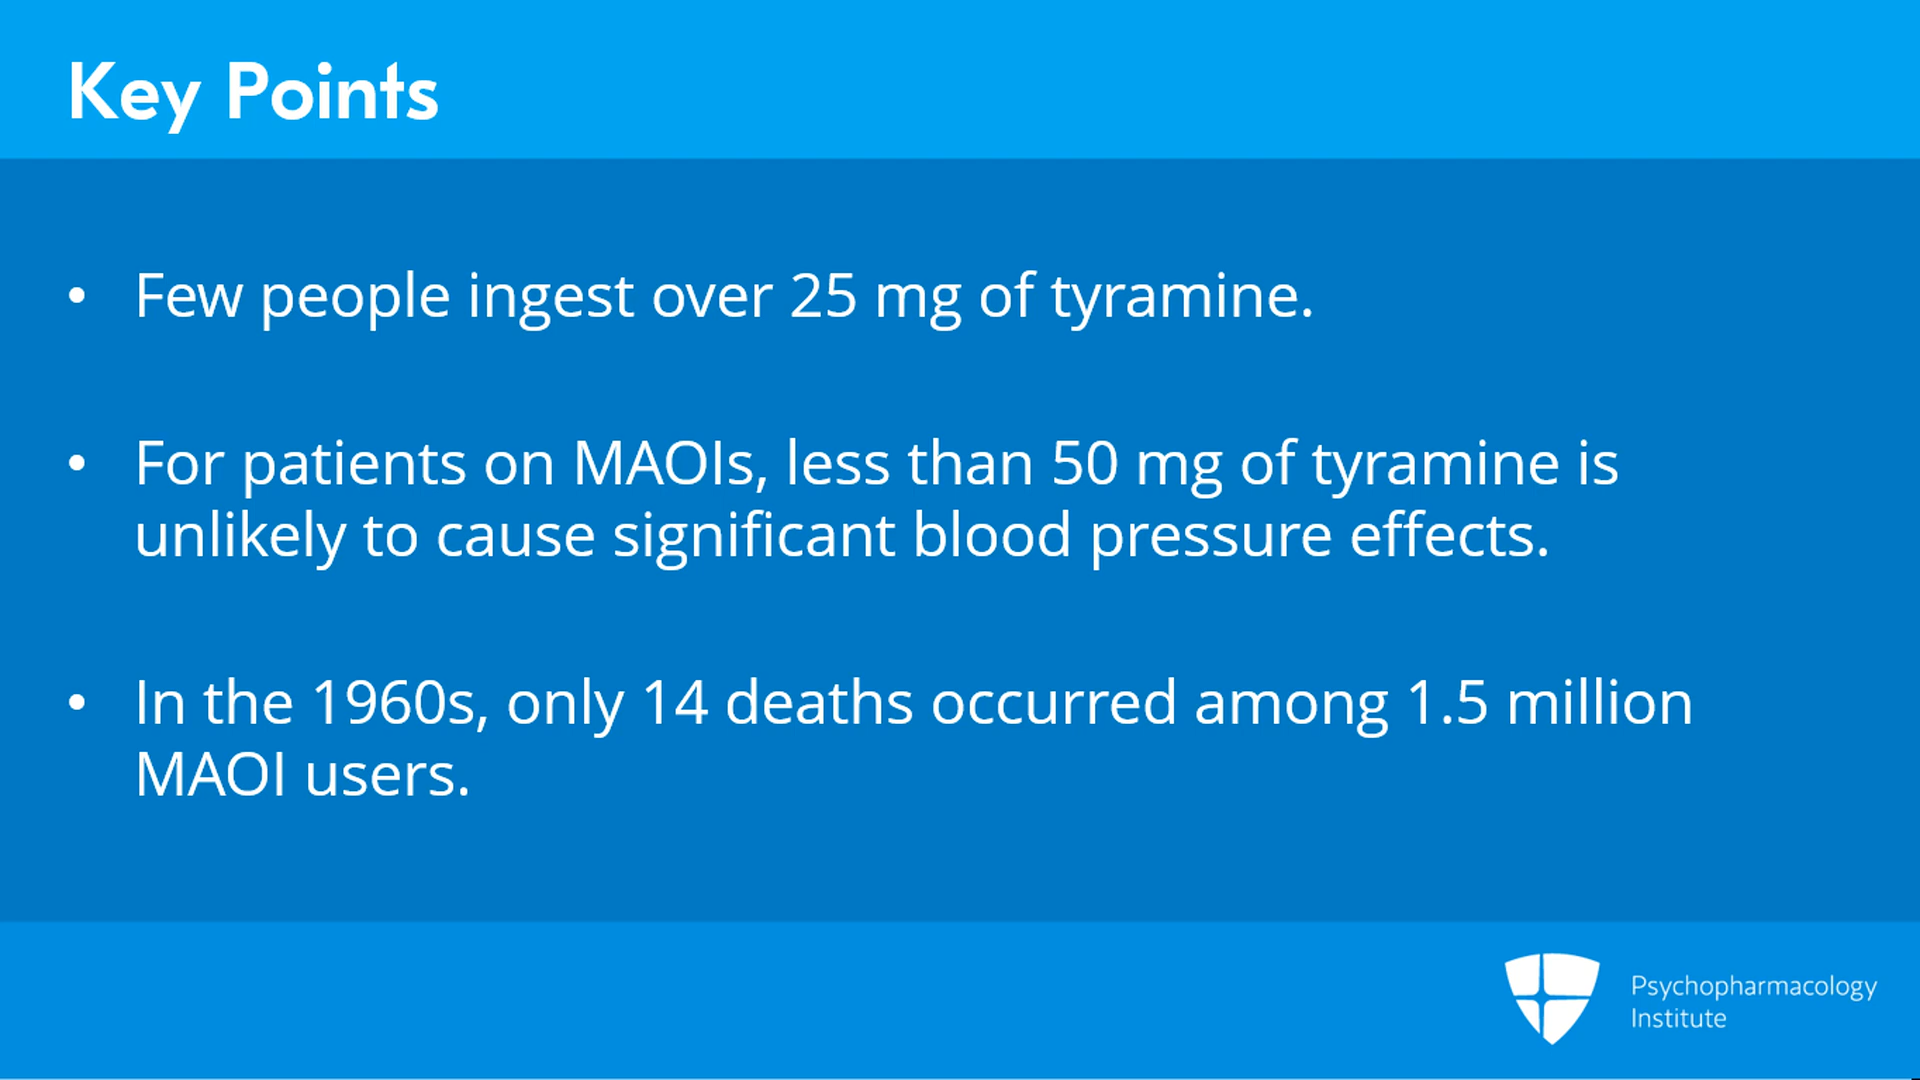 Key Points
• Few people ingest over 25 mg of tyramine.
• For patients on MAOIs, less than 50 mg of tyramine is
unlikely to cause significant blood pressure effects.
• In the 1960s, only 14 deaths occurred among 1.5 million
MAOI users.
Psychopharmacology
Institute